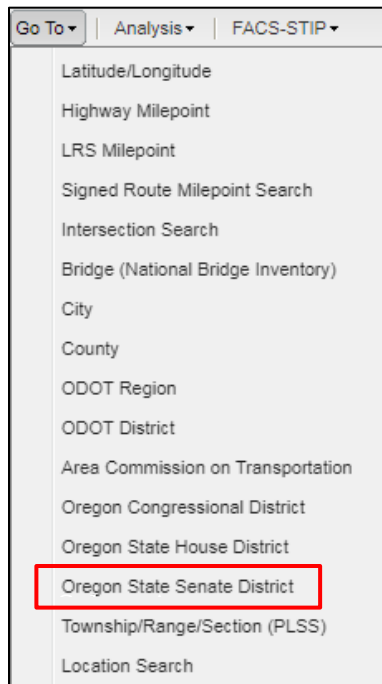 Go To Analysis FACS-STIP
Latitude/Longitude
Highway Milepoint
LRS Milepoint
Signed Route Milepoint Search
Intersection Search
Bridge (National Bridge Inventory)
City
County
ODOT Region
ODOT District
Area Commission on Transportation
Oregon Congressional District
Oregon State House District
Oregon State Senate District
Township/Range/Section (PLSS)
Location Search